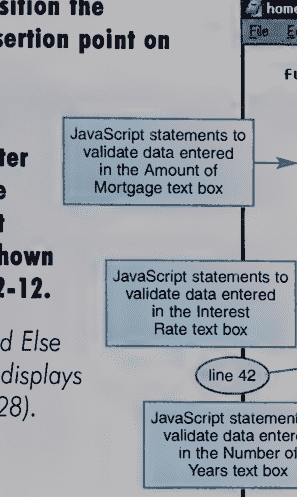 sition the
sertion point on
ter
e
t
hown
2-12.
d Else
displays
28).
home
File E
fu
JavaScript statements to
validate data entered
in the Amount of
Mortgage text box
JavaScript statements to
validate data entered
in the Interest
Rate text box
line 42
JavaScript statement
validate data entere
in the Number of
Years text box